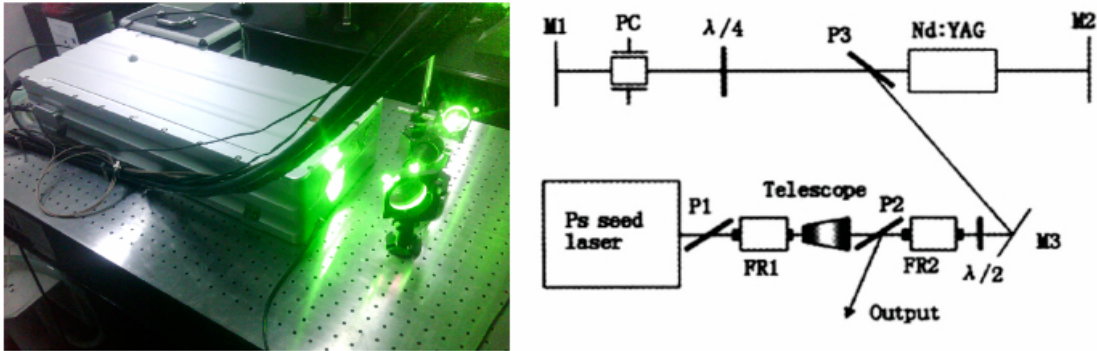 M1
PC
λ/4
P3
Nd:YAG
M2
Ps seed
laser
P1
FR1
Telescope
P2
FR2
λ/2
M3
Output